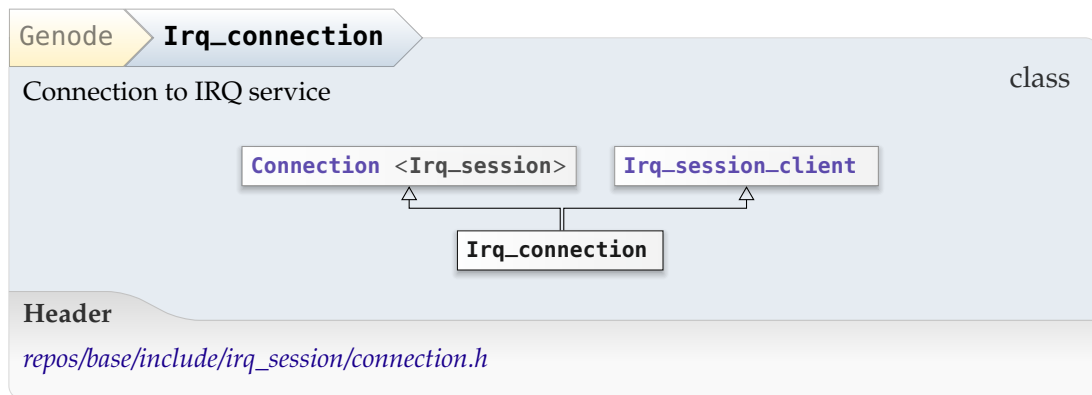 Genode Irq_connection
Connection to IRQ service
class
Connection <Irq_session> Irq_session_client
Irq_connection
Header
repos/base/include/irq_session/connection.h